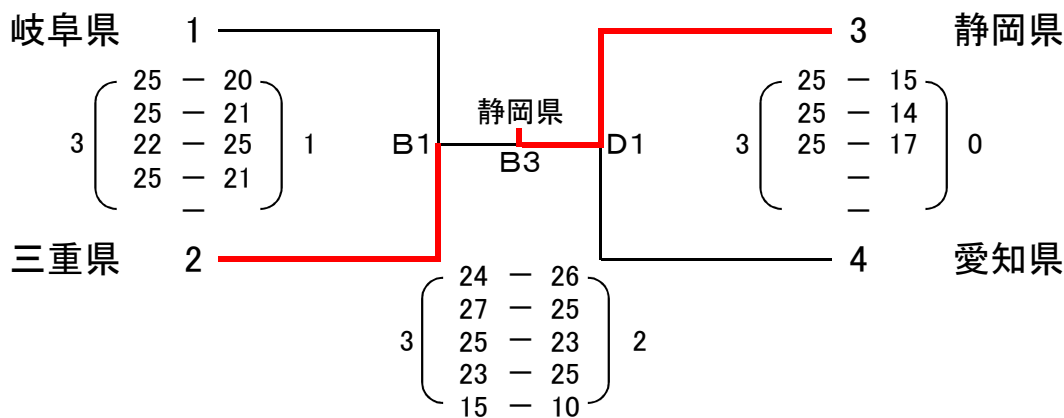 岐阜県 1
3 静岡県
25 － 20
25 － 21
3 22 － 25 1
25 － 21
－
25 － 15
25 － 14
3 25 － 17 0
－
－
静岡県
B1
B3
D1
三重県 2
4 愛知県
24 － 26
27 － 25
3 25 － 23 2
23 － 25
15 － 10